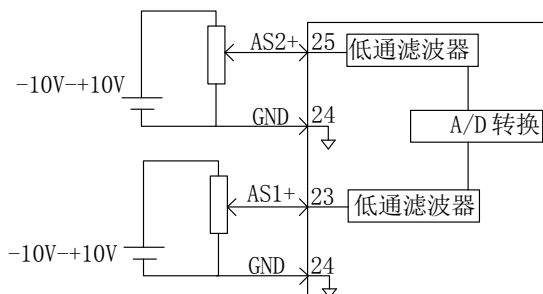 AS2+ 25 低通滤波器
-10V-+10V
GND 24
A/D 转换
AS1+ 23 低通滤波器
-10V-+10V
GND 24